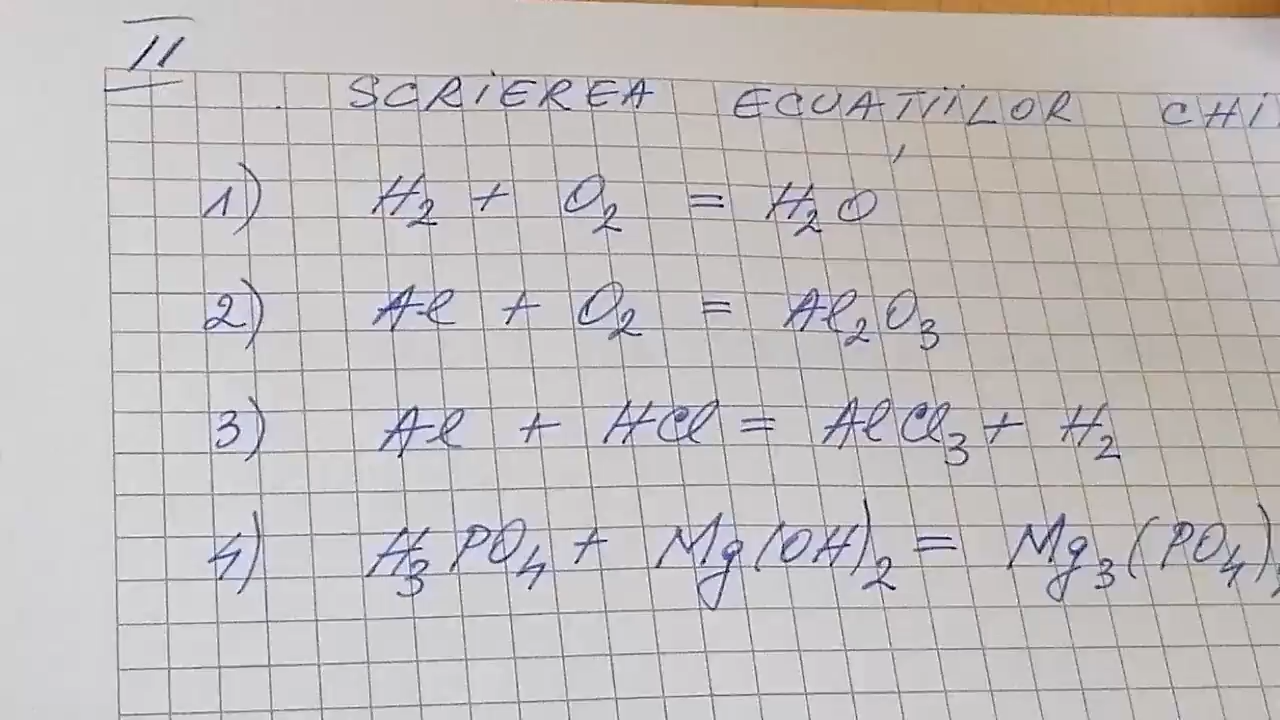 II
SCRIEREA ECUAȚIILOR CHI
1) H₂ + O₂ = H₂O
2) Al + O₂ = Al₂O₃
3) Al + HCl = AlCl₃ + H₂
4) H₃PO₄ + Mg(OH)₂ = Mg₃(PO₄)